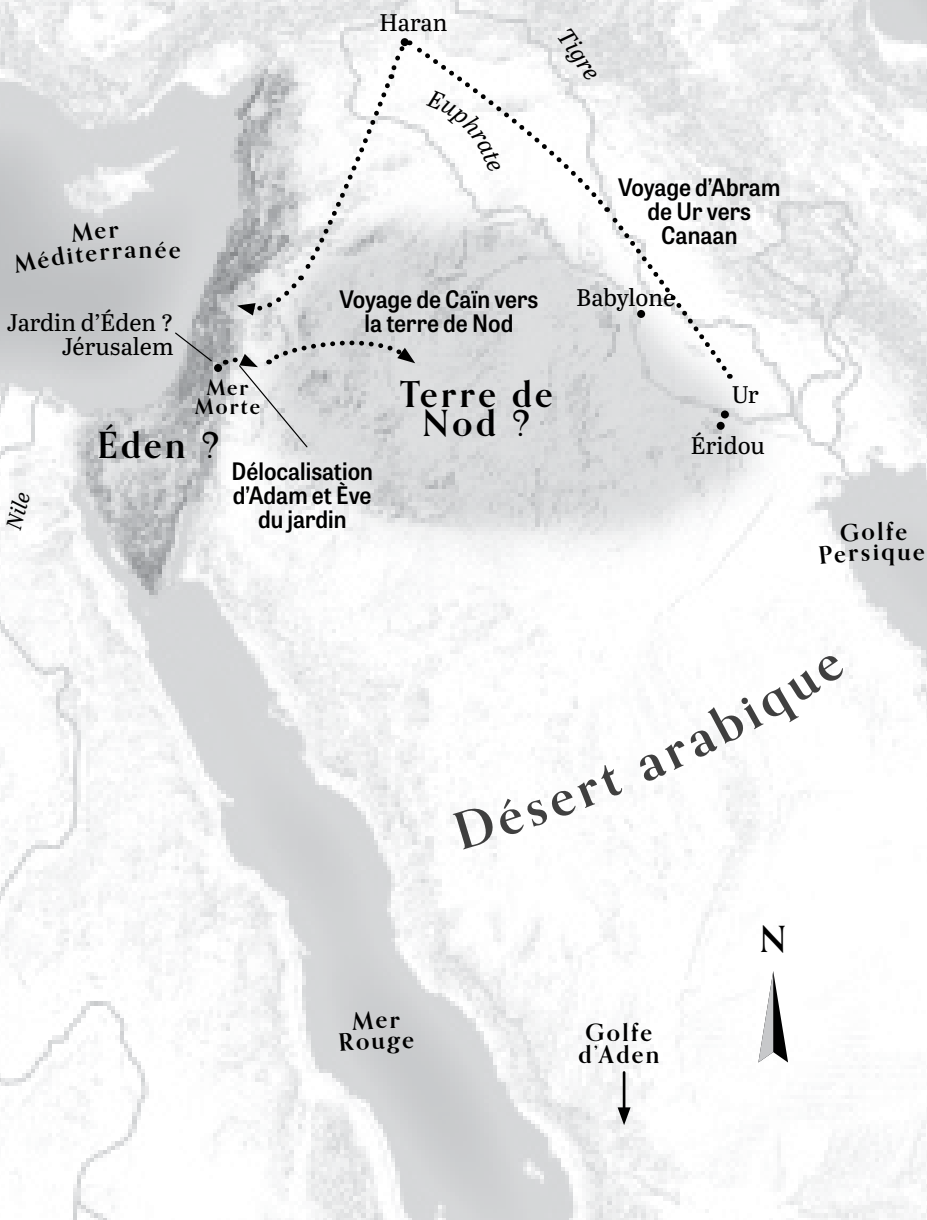 Haran
Tigre
Euphrate
Voyage d'Abram
de Ur vers
Canaan
Mer
Méditerranée
Babylone
Voyage de Caïn vers
la terre de Nod
Jardin d'Éden ?
Jérusalem
Mer
Morte
Terre de
Nod ?
Ur
Éden ?
Éridou
Délocalisation
d'Adam et Ève
du jardin
Nile
Golfe
Persique
Désert arabique
N
Mer
Rouge
Golfe
d'Aden